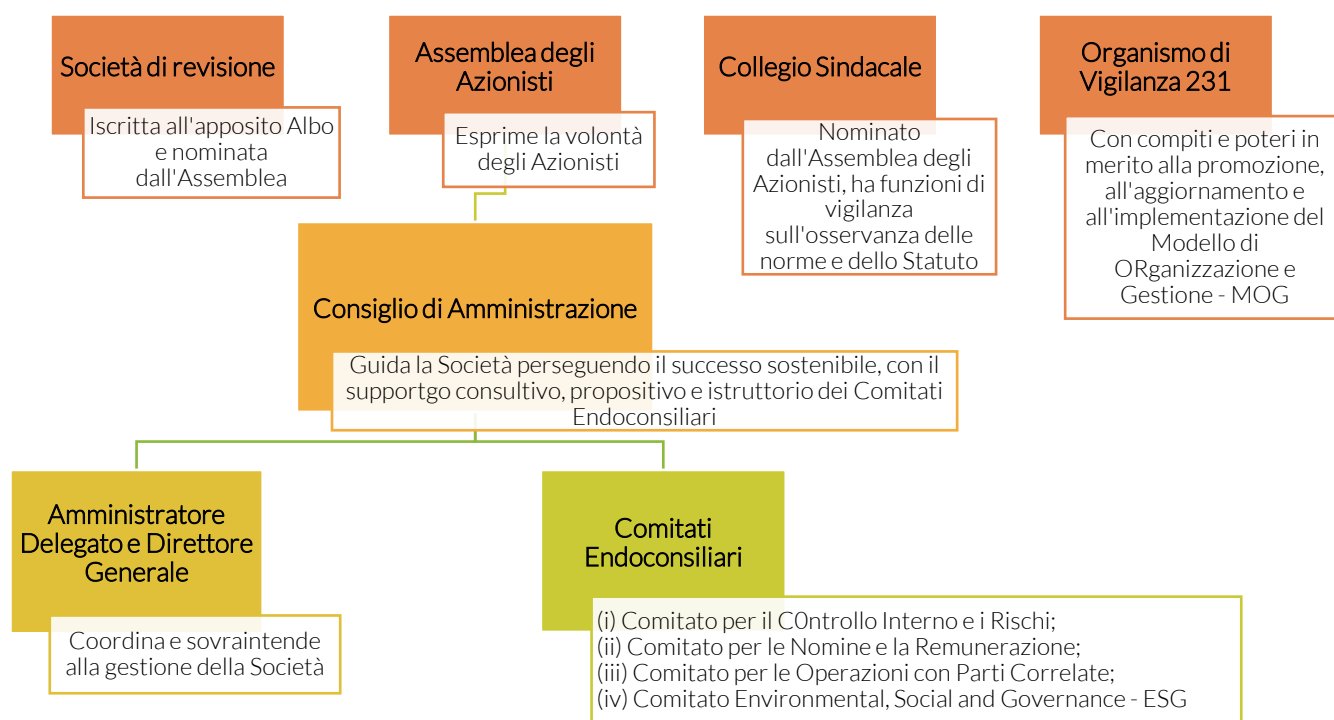 Società di revisione
Iscritta all'apposito Albo
e nominata
dall'Assemblea
Assemblea degli
Azionisti
Esprime la volontà
degli Azionisti
Collegio Sindacale
Nominato
dall'Assemblea degli
Azionisti, ha funzioni di
vigilanza
sull'osservanza delle
norme e dello Statuto
Organismo di
Vigilanza 231
Con compiti e poteri in
merito alla promozione,
all'aggiornamento e
all'implementazione del
Modello di
ORganizzazione e
Gestione - MOG
Consiglio di Amministrazione
Guida la Società perseguendo il successo sostenibile, con il
supportgo consultivo, propositivo e istruttorio dei Comitati
Endoconsiliari
Amministratore
Delegato e Direttore
Generale
Coordina e sovraintende
alla gestione della Società
Comitati
Endoconsiliari
(i) Comitato per il C0ntrollo Interno e i Rischi;
(ii) Comitato per le Nomine e la Remunerazione;
(iii) Comitato per le Operazioni con Parti Correlate;
(iv) Comitato Environmental, Social and Governance - ESG